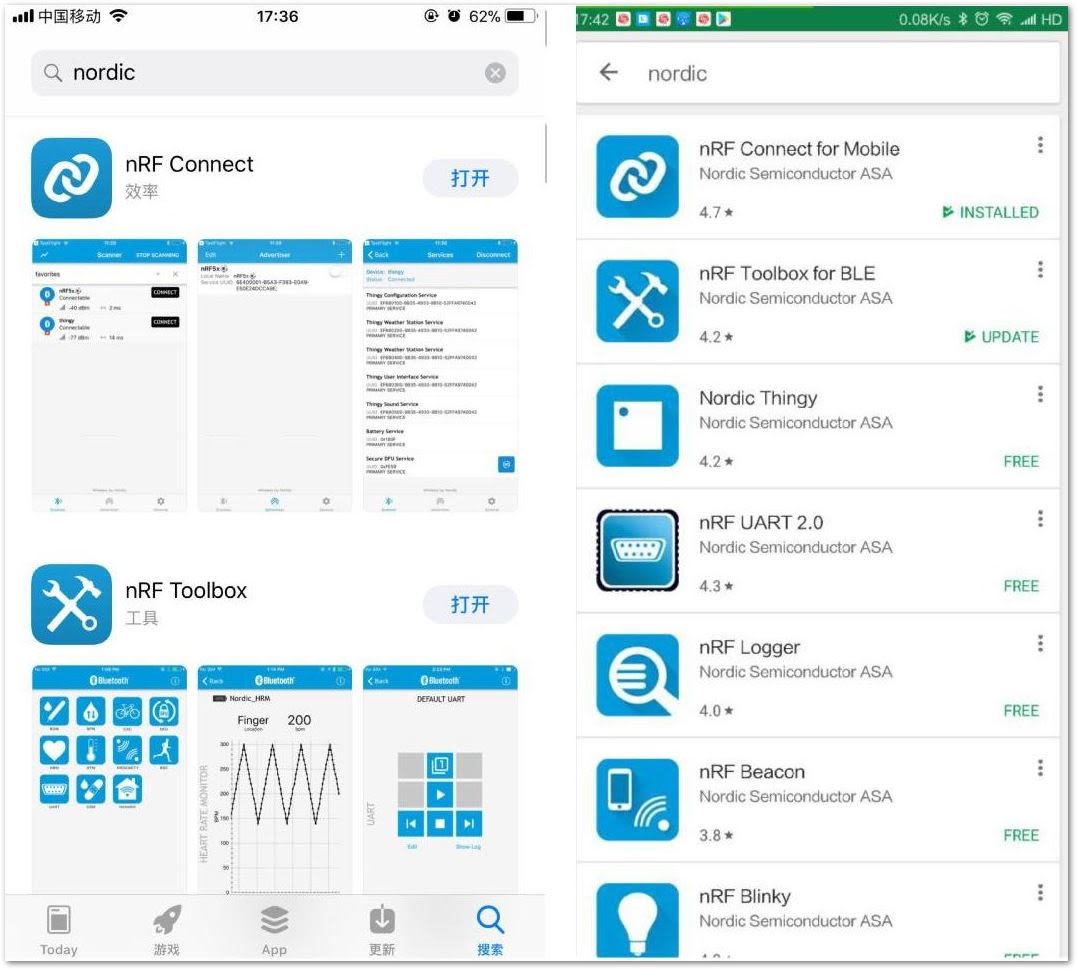 中国移动
17:36
62%
nordic
nRF Connect
效率
打开
Scanner
STOP SCANNING
favorites
nRF5x
Connectable
CONNECT
-40 dBm
2 ms
thingy
Connectable
CONNECT
-77 dBm
14 ms
Edit
Advertiser
nRF5x
Local Name
nRF5x
Service UUID
Back
Services
Disconnect
Device: thingy
Status: Connected
Thingy Configuration Service
PRIMARY SERVICE
Thingy Weather Station Service
PRIMARY SERVICE
Thingy Weather Station Service
PRIMARY SERVICE
Thingy User Interface Service
PRIMARY SERVICE
Thingy Sound Service
PRIMARY SERVICE
Battery Service
PRIMARY SERVICE
Secure DFU Service
PRIMARY SERVICE
nRF Toolbox
工具
打开
Bluetooth
Back
Bluetooth
Nordic_HRM
Finger
200
Location
bpm
HEART RATE MONITOR
BPM
300
250
200
150
100
50
0
Back
Bluetooth
DEFAULT UART
UART
1
Edit
Show Log
Today
游戏
App
更新
搜索
17:42
0.08K/s
HD
nordic
nRF Connect for Mobile
Nordic Semiconductor ASA
4.7
INSTALLED
nRF Toolbox for BLE
Nordic Semiconductor ASA
4.2
UPDATE
Nordic Thingy
Nordic Semiconductor ASA
4.2
FREE
nRF UART 2.0
Nordic Semiconductor ASA
4.3
FREE
nRF Logger
Nordic Semiconductor ASA
4.0
FREE
nRF Beacon
Nordic Semiconductor ASA
3.8
FREE
nRF Blinky
Nordic Semiconductor ASA